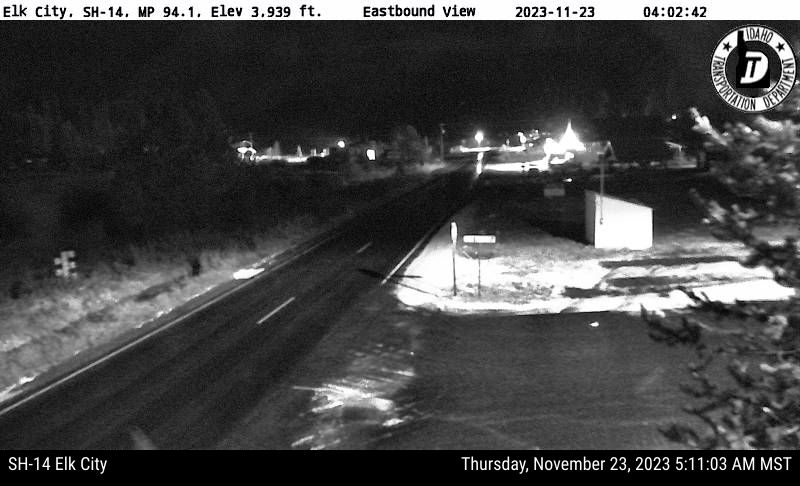 Elk City, SH-14, MP 94.1, Elev 3,939 ft. Eastbound View 2023-11-23 04:02:42
IDAHO
TRANSPORTATION DEPARTMENT
SH-14 Elk City Thursday, November 23, 2023 5:11:03 AM MST